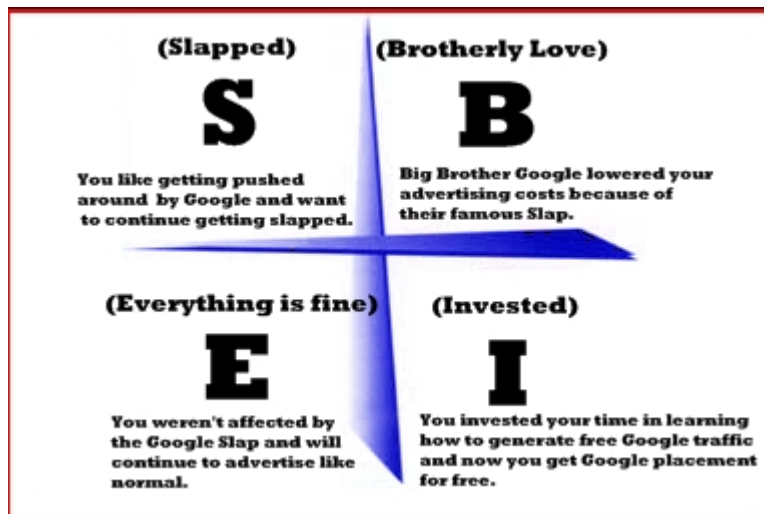 (Slapped)
S
You like getting pushed
around by Google and want
to continue getting slapped.
(Brotherly Love)
B
Big Brother Google lowered your
advertising costs because of
their famous Slap.
(Everything is fine)
E
You weren't affected by
the Google Slap and will
continue to advertise like
normal.
(Invested)
I
You invested your time in learning
how to generate free Google traffic
and now you get Google placement
for free.